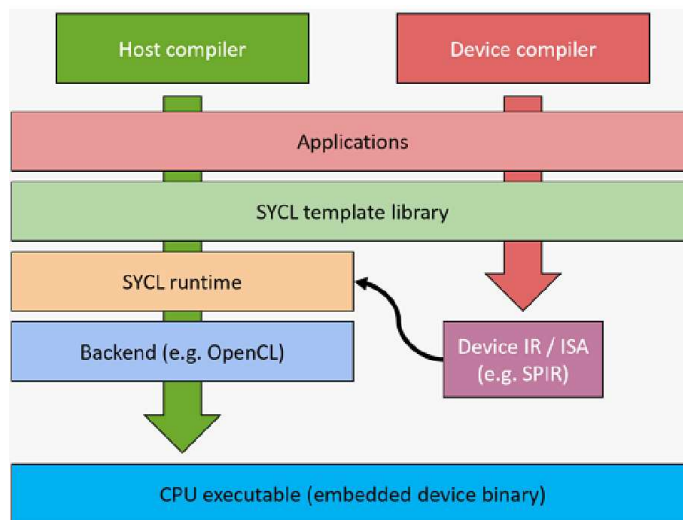 Host compiler
Device compiler
Applications
SYCL template library
SYCL runtime
Backend (e.g. OpenCL)
Device IR / ISA
(e.g. SPIR)
CPU executable (embedded device binary)